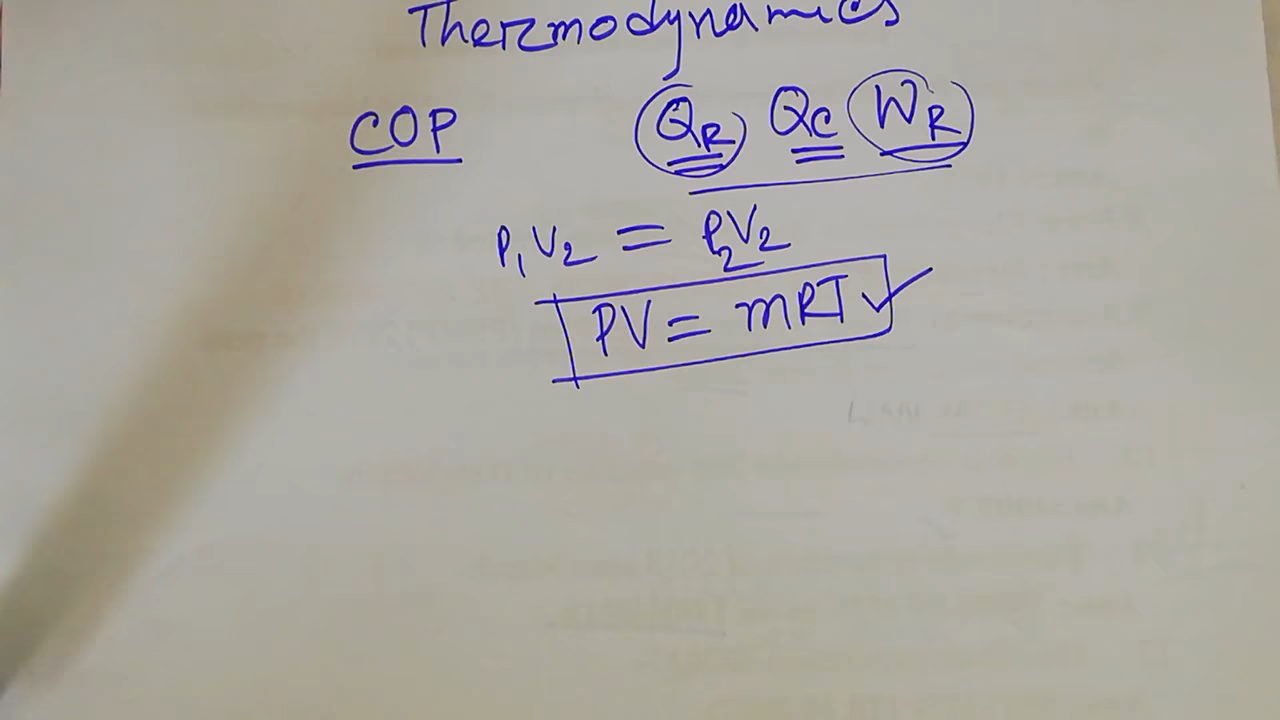 Thermodynamics
COP QR QC WR
P1V2 = P2V2
PV = mRT ✓